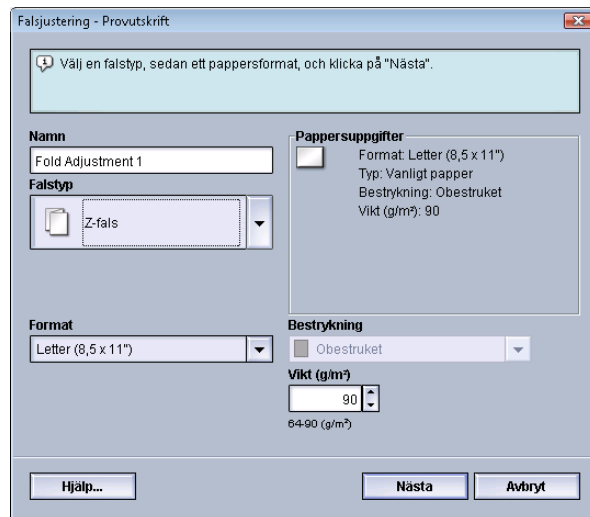 Falsjustering - Provutskrift
Välj en falstyp, sedan ett pappersformat, och klicka på "Nästa".
Namn
Fold Adjustment 1
Falstyp
Z-fals
Pappersuppgifter
Format: Letter (8,5 x 11")
Typ: Vanligt papper
Bestrykning: Obestruket
Vikt (g/m²): 90
Format
Letter (8,5 x 11")
Bestrykning
Obestruket
Vikt (g/m²)
90
64-90 (g/m²)
Hjälp...
Nästa
Avbryt